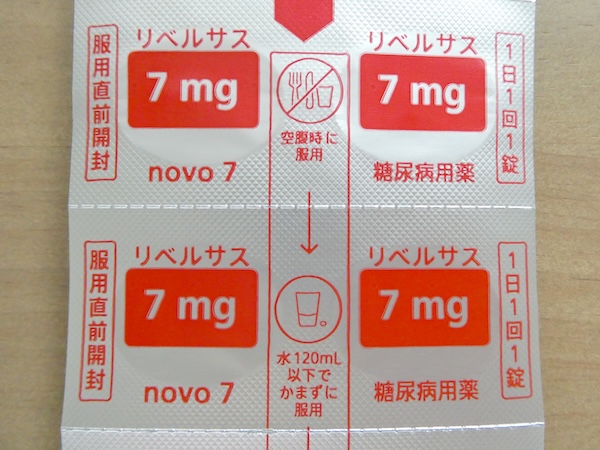 服用直前開封
リベルサス
7 mg
novo 7
空腹時に
服用
リベルサス
7 mg
糖尿病用薬
1日1回1錠
服用直前開封
リベルサス
7 mg
novo 7
水120mL
以下で
かまずに
服用
リベルサス
7 mg
糖尿病用薬
1日1回1錠